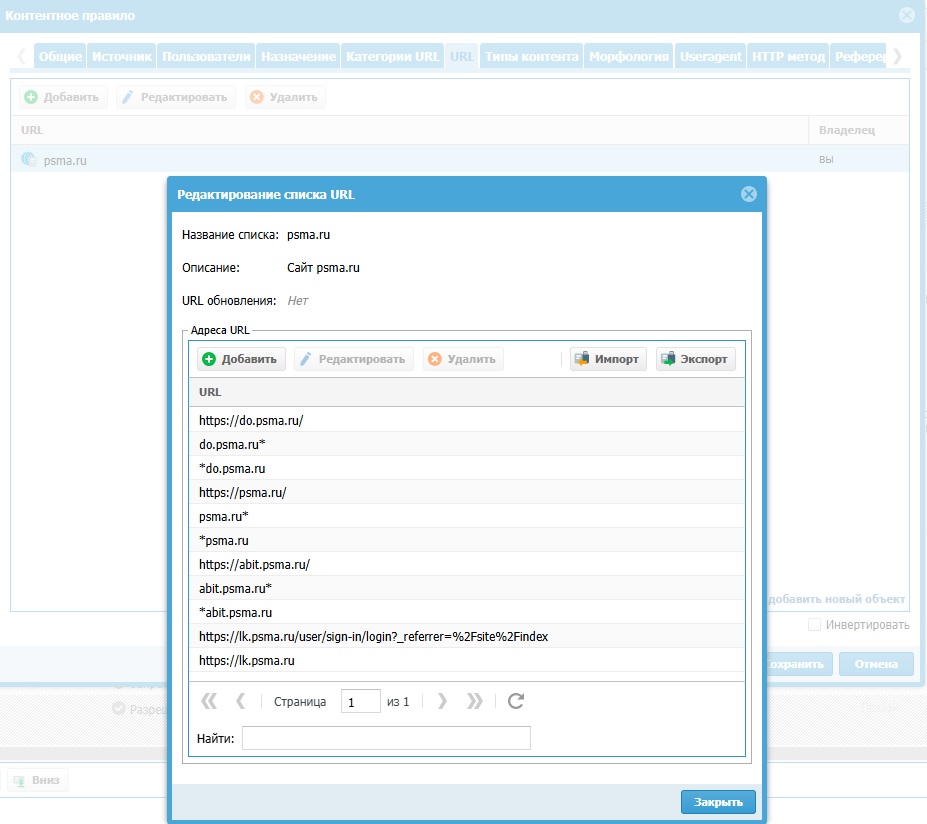 Контентное правило
Общие Источник Пользователи Назначение Категории URL URL Типы контента Морфология Useragent HTTP метод
Добавить Редактировать Удалить
URL Владелец
psma.ru вы
Редактирование списка URL
Название списка: psma.ru
Описание: Сайт psma.ru
URL обновления: Нет
Адреса URL
Добавить Редактировать Удалить Импорт Экспорт
URL
https://do.psma.ru/
do.psma.ru*
*do.psma.ru
https://psma.ru/
psma.ru*
*psma.ru
https://abit.psma.ru/
abit.psma.ru*
*abit.psma.ru
добавить новый объект
Инвертировать
https://lk.psma.ru/user/sign-in/login?_referrer=%2Fsite%2Findex
https://lk.psma.ru
Отмена
Страница 1 из 1
Найти:
Вниз
Закрыть